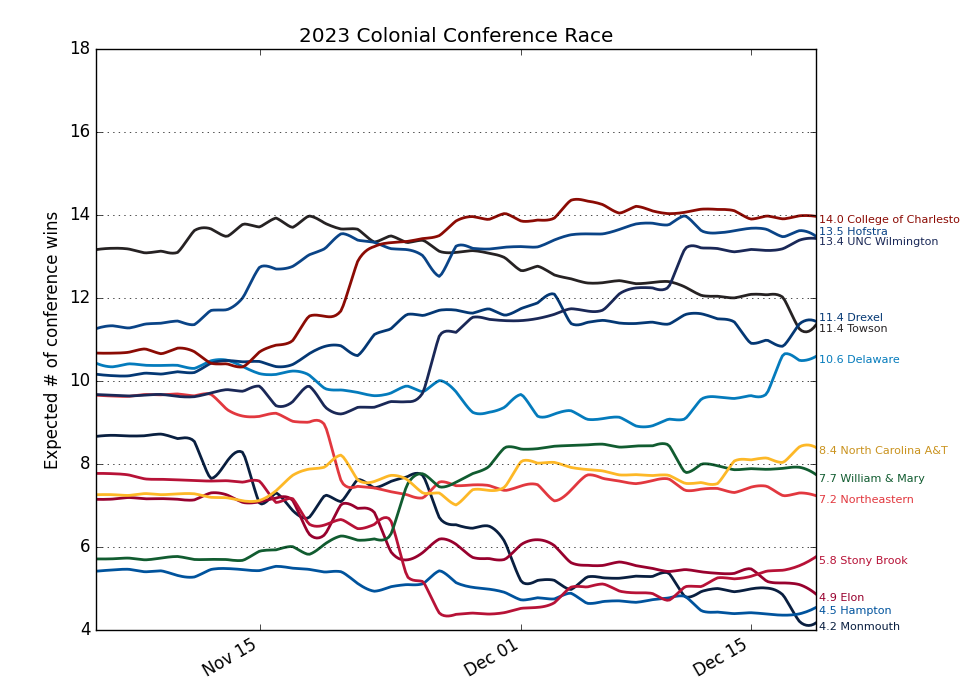 2023 Colonial Conference Race
Expected # of conference wins
18
16
14
12
10
8
6
4
Nov 15
Dec 01
Dec 15
14.0 College of Charlesto
13.5 Hofstra
13.4 UNC Wilmington
11.4 Drexel
11.4 Towson
10.6 Delaware
8.4 North Carolina A&T
7.7 William & Mary
7.2 Northeastern
5.8 Stony Brook
4.9 Elon
4.5 Hampton
4.2 Monmouth